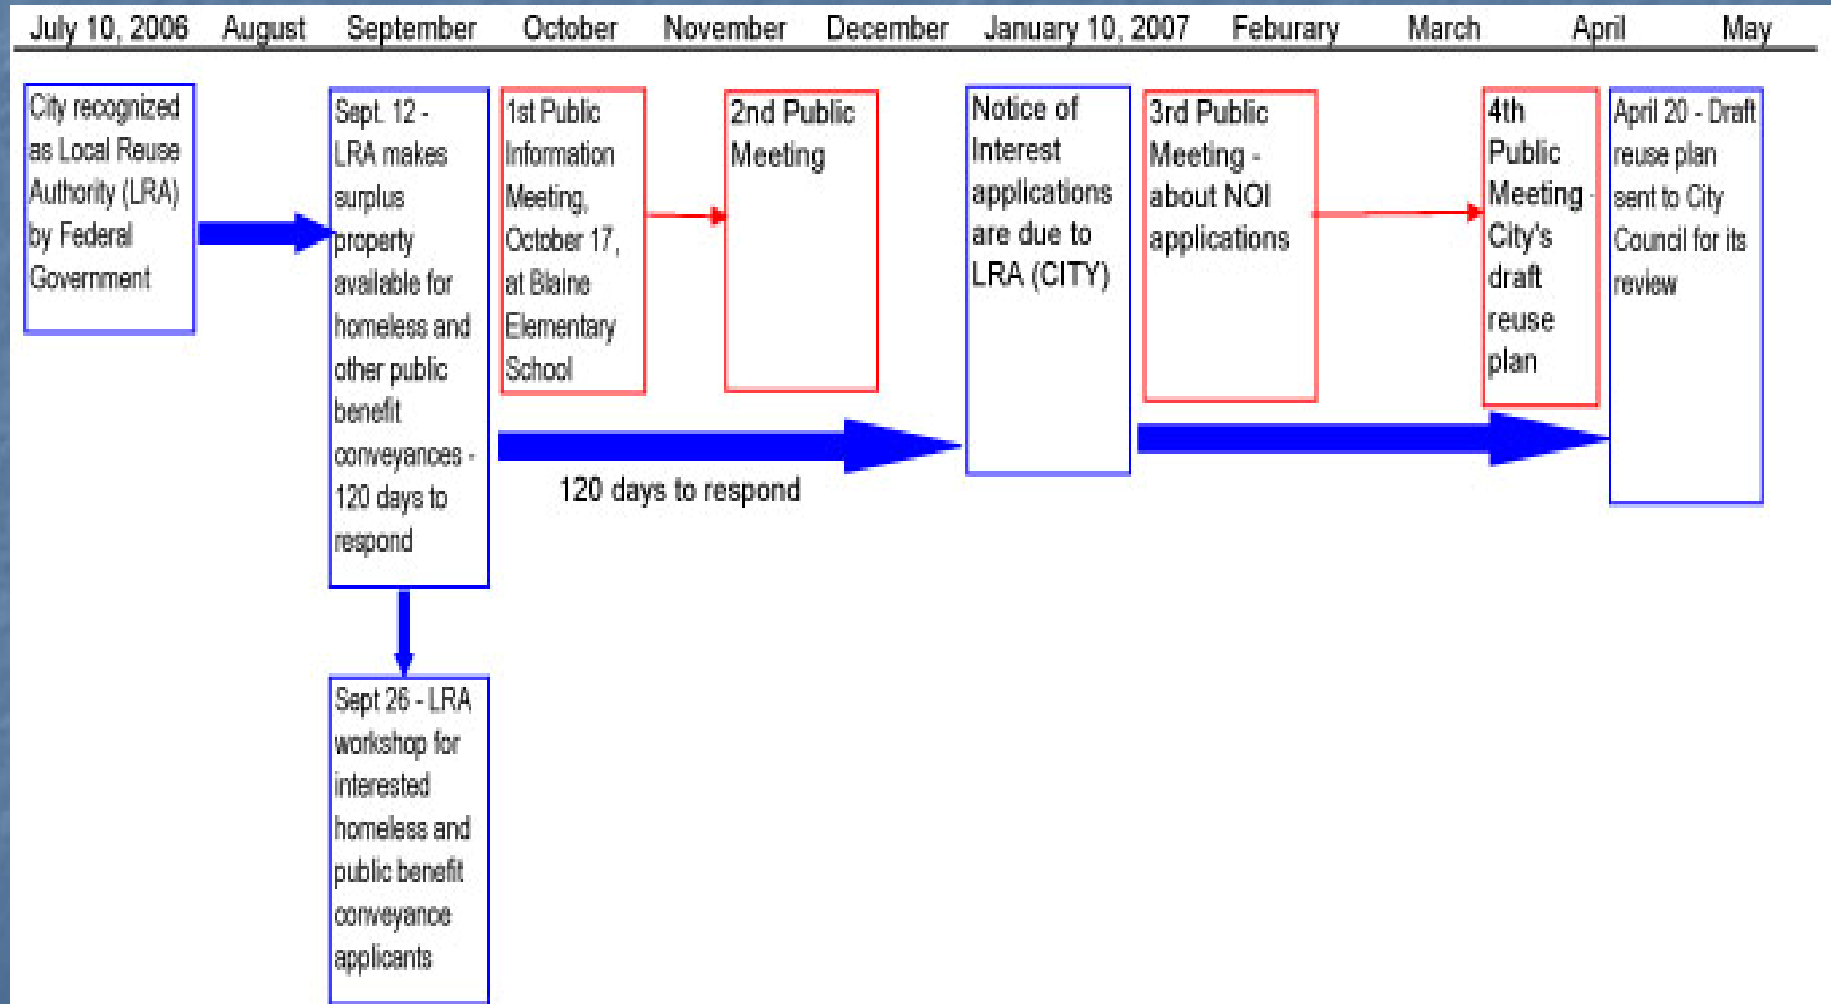 July 10, 2006 August September October November December January 10, 2007 Feburary March April May
City recognized
as Local Reuse
Authority (LRA)
by Federal
Government
Sept. 12 -
LRA makes
surplus
property
available for
homeless and
other public
benefit
conveyances -
120 days to
respond
1st Public
Information
Meeting,
October 17,
at Blaine
Elementary
School
2nd Public
Meeting
Notice of
Interest
applications
are due to
LRA (CITY)
3rd Public
Meeting -
about NOI
applications
4th
Public
Meeting -
City's
draft
reuse
plan
April 20 - Draft
reuse plan
sent to City
Council for its
review
120 days to respond
Sept 26 - LRA
workshop for
interested
homeless and
public benefit
conveyance
applicants